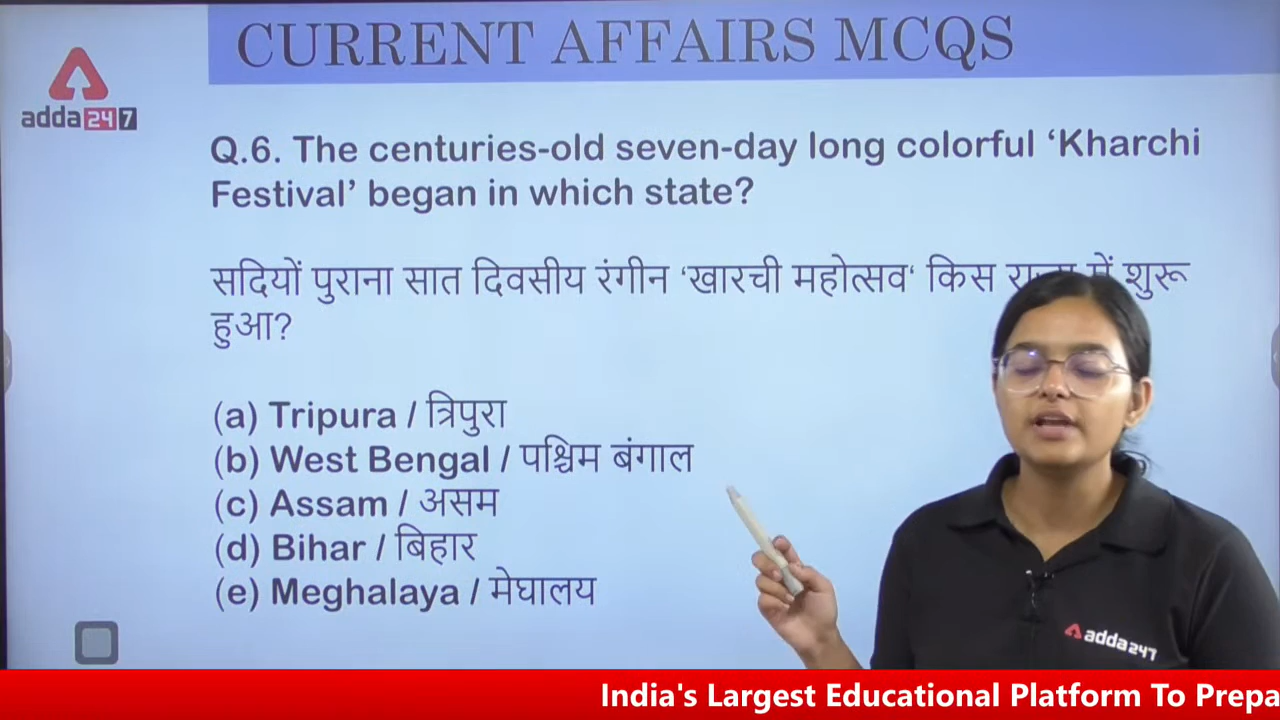 CURRENT AFFAIRS MCQS
adda247
Q.6. The centuries-old seven-day long colorful ‘Kharchi
Festival’ began in which state?
सदियों पुराना सात दिवसीय रंगीन ‘खारची महोत्सव‘ किस में शुरू
हुआ?
(a) Tripura / त्रिपुरा
(b) West Bengal / पश्चिम बंगाल
(c) Assam / असम
(d) Bihar / बिहार
(e) Meghalaya / मेघालय
adda247
India's Largest Educational Platform To Prepa